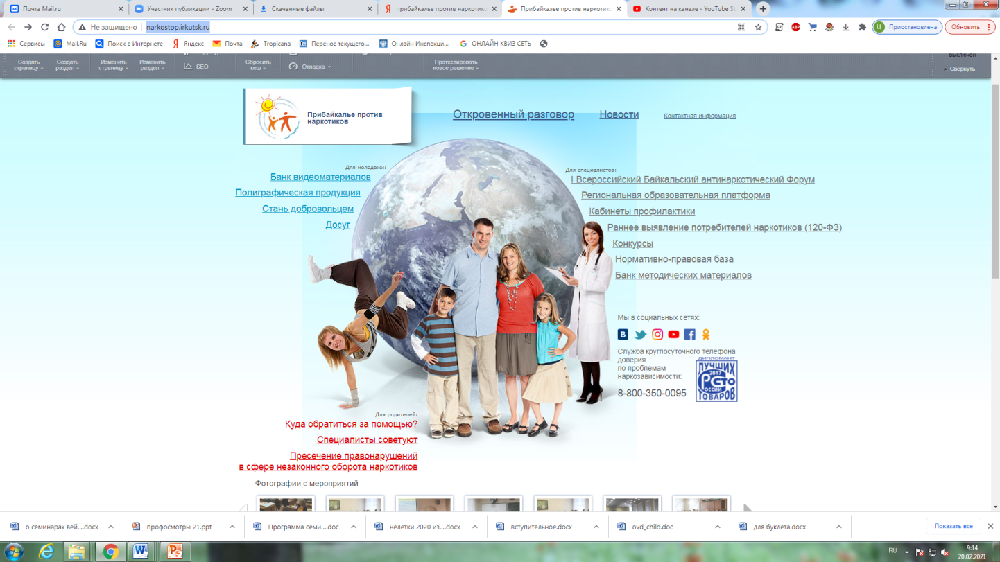 Почта Mail.ru
Участник публикации - Zoom
Скачанные файлы
прибайкалье против наркотико
Прибайкалье против наркотико
Контент на канале - YouTube St
Не защищено
narkostop.irkutsk.ru
ABP
Ц
Приостановлена
Обновить
Сервисы
Mail.Ru
Поиск в Интернете
Яндекс
Почта
Tropicana
Перенос текущего...
Онлайн Инспекци...
ОНЛАЙН КВИЗ СЕТЬ
Создать
страницу
Создать
раздел
Изменить
страницу
Изменить
раздел
SEO
Сбросить
кеш
Отладка
Протестировать
новое решение
выключен
Свернуть
Прибайкалье против
наркотиков
Откровенный разговор
Новости
Контактная информация
Для молодежи:
Банк видеоматериалов
Полиграфическая продукция
Стань добровольцем
Досуг
Для специалистов:
I Всероссийский Байкальский антинаркотический Форум
Региональная образовательная платформа
Кабинеты профилактики
Раннее выявление потребителей наркотиков (120-ФЗ)
Конкурсы
Нормативно-правовая база
Банк методических материалов
Мы в социальных сетях:
Служба круглосуточного телефона
доверия
по проблемам
наркозависимости:
8-800-350-0095
ДИПЛОМАНТ
ЛУЧШИХ
2017
СТО
РОССИИ
ТОВАРОВ
Для родителей:
Куда обратиться за помощью?
Специалисты советуют
Пресечение правонарушений
в сфере незаконного оборота наркотиков
Фотографии с мероприятий
о семинарах вей....docx
профосмотры 21.ppt
Программа семи....doc
нелетки 2020 из....docx
вступительное.docx
ovd_child.doc
для буклета.docx
Показать все
RU
9:14
20.02.2021